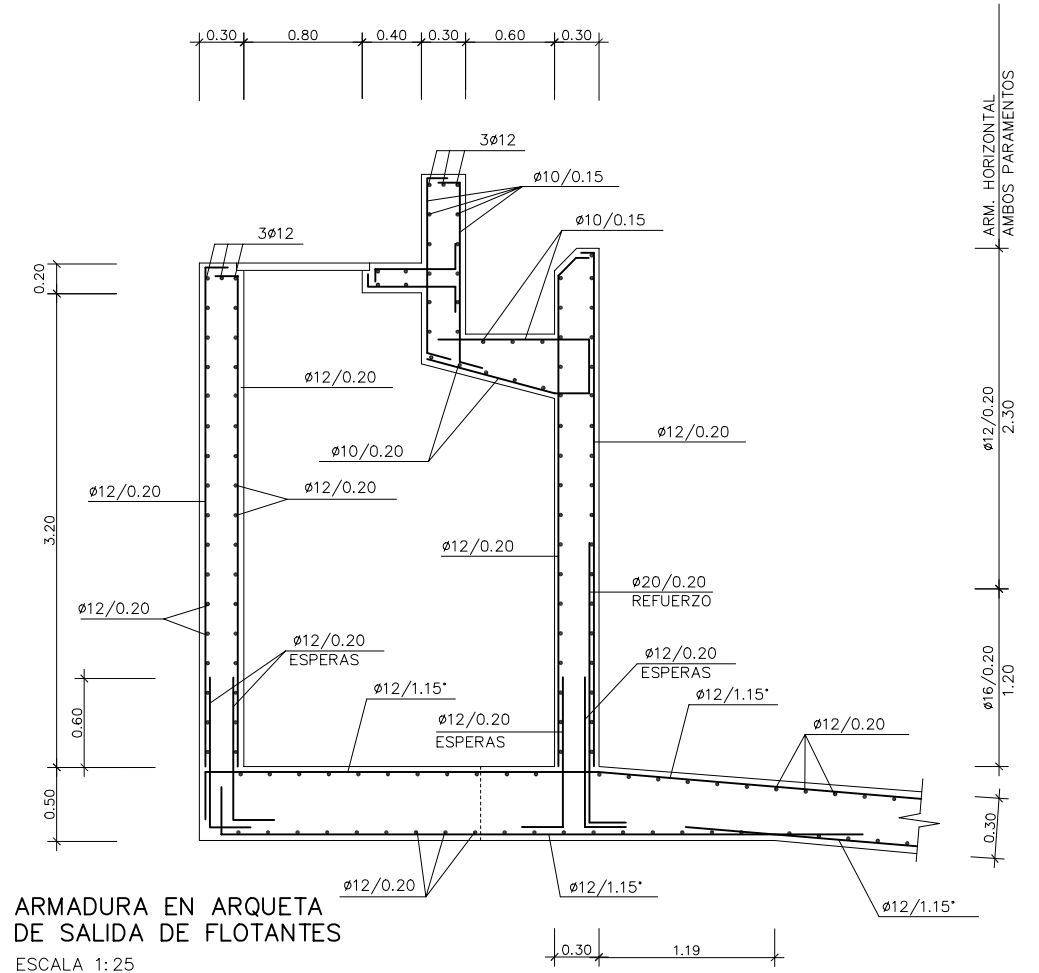 0.30
0.80
0.40
0.30
0.60
0.30
ARM. HORIZONTAL
AMBOS PARAMENTOS
3ø12
ø10/0.15
ø10/0.15
3ø12
0.20
ø12/0.20
ø12/0.20
2.30
ø12/0.20
ø10/0.20
ø12/0.20
ø12/0.20
3.20
ø12/0.20
ø20/0.20
REFUERZO
ø12/0.20
ø12/0.20
ESPERAS
ø12/0.20
ESPERAS
ø16/0.20
1.20
ø12/1.15*
ø12/1.15*
0.60
ø12/0.20
ESPERAS
ø12/0.20
0.50
0.30
ø12/0.20
ø12/1.15*
ø12/1.15*
ARMADURA EN ARQUETA
DE SALIDA DE FLOTANTES
ESCALA 1:25
0.30
1.19